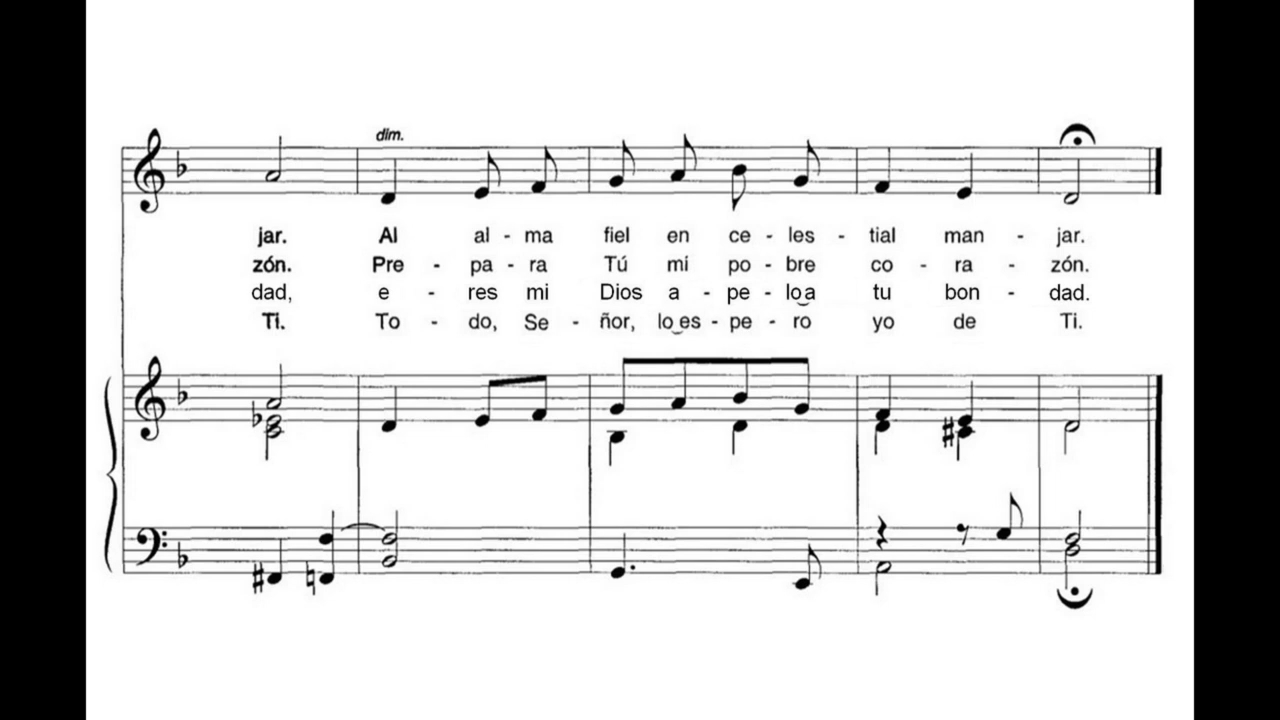 dim.
jar. Al al - ma fiel en ce - les - tial man - jar.
zón. Pre - pa - ra Tú mi po - bre co - ra - zón.
dad, e - res mi Dios a - pe - lo a tu bon - dad.
Ti. To - do, Se - ñor, lo es - pe - ro yo de Ti.